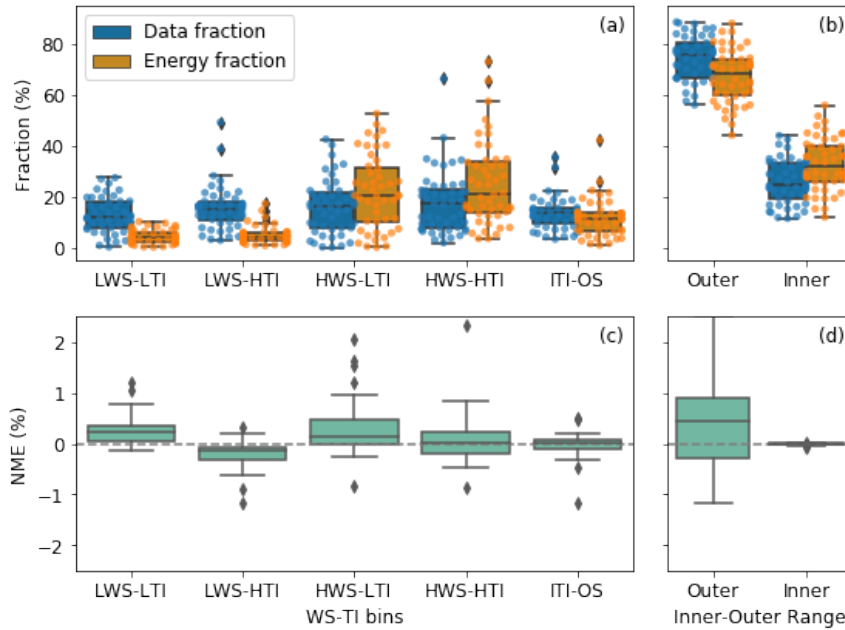 (a)
(b)
Data fraction
Energy fraction
Fraction (%)
80
60
40
20
0
LWS-LTI LWS-HTI HWS-LTI HWS-HTI ITI-OS
Outer Inner
(c)
(d)
NME (%)
2
1
0
−1
−2
LWS-LTI LWS-HTI HWS-LTI HWS-HTI ITI-OS
Outer Inner
WS-TI bins
Inner-Outer Range